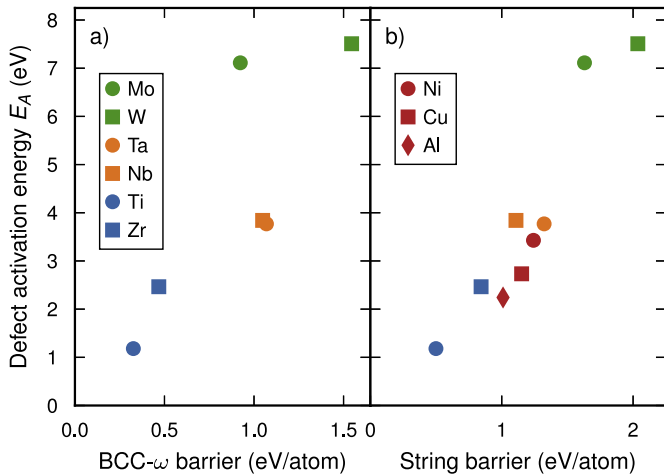 Defect activation energy E_A (eV)
8
7
6
5
4
3
2
1
0
a)
Mo
W
Ta
Nb
Ti
Zr
0.0 0.5 1.0 1.5
BCC-ω barrier (eV/atom)
b)
Ni
Cu
Al
0 1 2
String barrier (eV/atom)